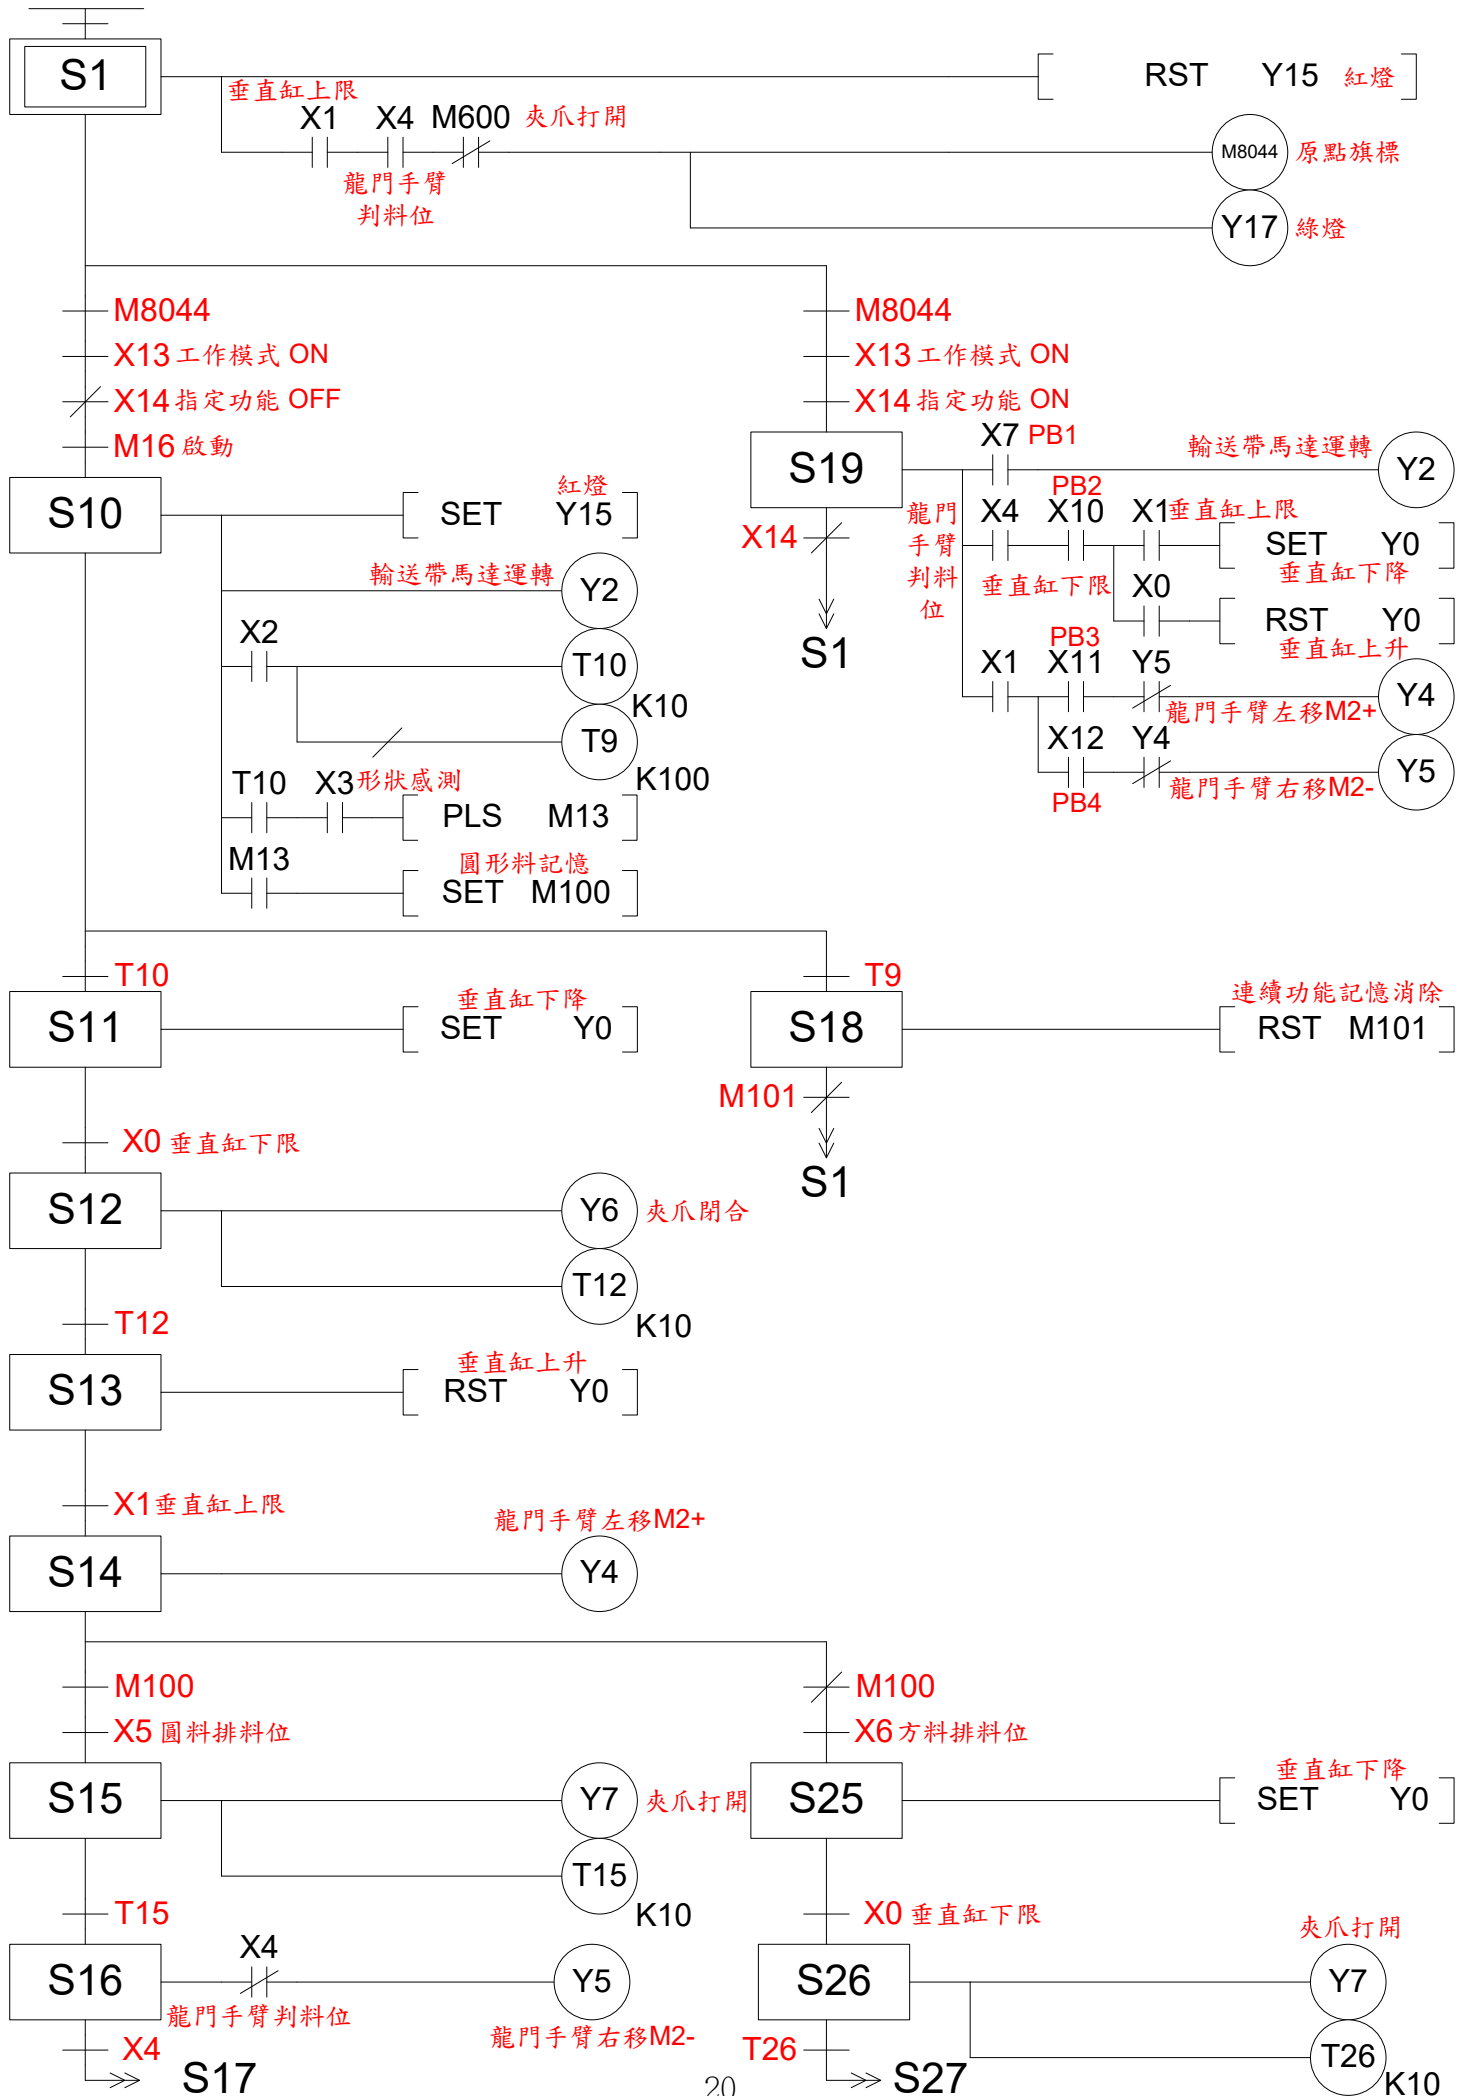 S1
RST Y15 紅燈
垂直缸上限
X1 X4 M600 夾爪打開
M8044 原點旗標
龍門手臂
判料位
Y17 綠燈
M8044
X13 工作模式 ON
X14 指定功能 OFF
M16 啟動
M8044
X13 工作模式 ON
X14 指定功能 ON
S10
紅燈
SET Y15
輸送帶馬達運轉
Y2
X2
T10
K10
T9
K100
T10 X3 形狀感測
PLS M13
M13
圓形料記憶
SET M100
S19
X7 PB1
輸送帶馬達運轉
Y2
龍門
手臂
判料
位
PB2
X4 X10 X1 垂直缸上限
SET Y0
垂直缸下降
垂直缸下限 X0
RST Y0
垂直缸上升
PB3
X1 X11 Y5
Y4
龍門手臂左移M2+
X12 Y4
Y5
龍門手臂右移M2-
PB4
X14
S1
T10
S11
垂直缸下降
SET Y0
T9
S18
連續功能記憶消除
RST M101
M101
S1
X0 垂直缸下限
S12
Y6 夾爪閉合
T12
K10
T12
S13
垂直缸上升
RST Y0
X1 垂直缸上限
S14
龍門手臂左移M2+
Y4
M100
X5 圓料排料位
M100
X6 方料排料位
S15
Y7 夾爪打開
T15
K10
S25
垂直缸下降
SET Y0
T15
S16
X4
龍門手臂判料位
Y5
龍門手臂右移M2-
X4
S17
X0 垂直缸下限
S26
夾爪打開
Y7
T26
K10
T26
S27
20